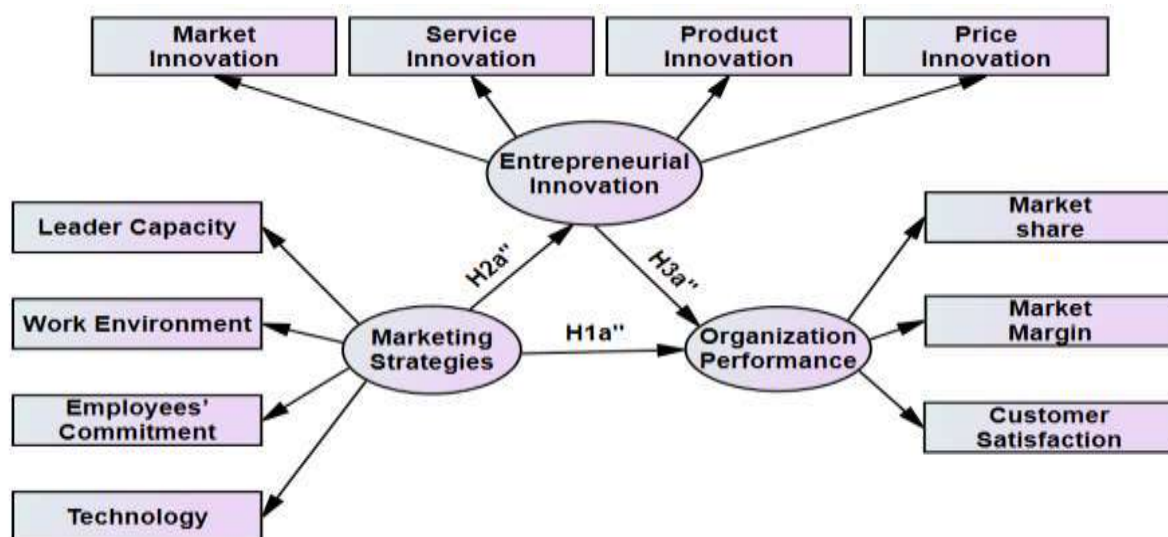 Market
Innovation
Service
Innovation
Product
Innovation
Price
Innovation
Entrepreneurial
Innovation
Leader Capacity
Work Environment
Employees’
Commitment
Technology
H2a"
H3a"
Marketing
Strategies
H1a"
Organization
Performance
Market
share
Market
Margin
Customer
Satisfaction